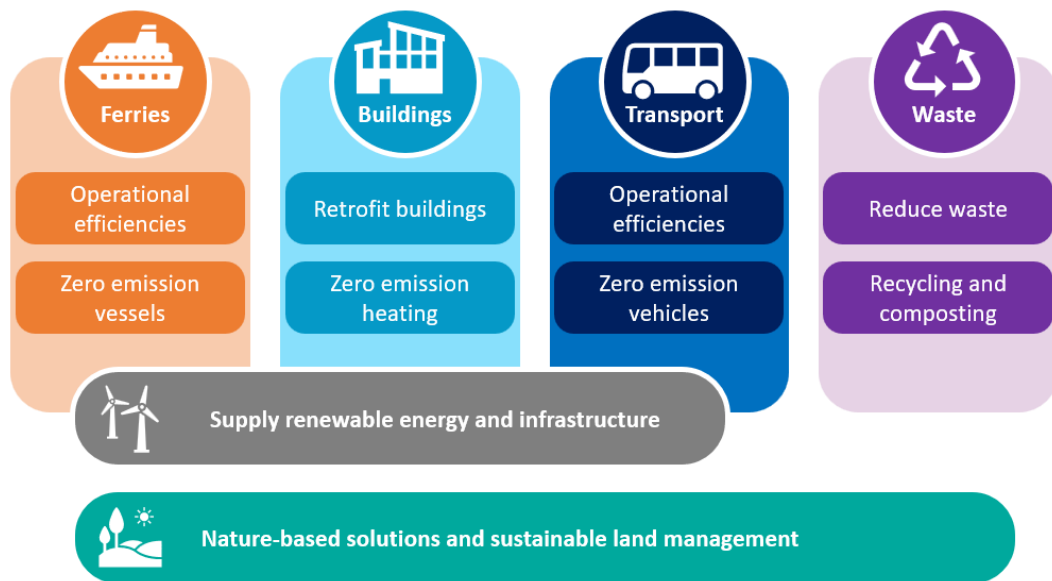 Ferries
Buildings
Transport
Waste
Operational
efficiencies
Retrofit buildings
Operational
efficiencies
Reduce waste
Zero emission
vessels
Zero emission
heating
Zero emission
vehicles
Recycling and
composting
Supply renewable energy and infrastructure
Nature-based solutions and sustainable land management